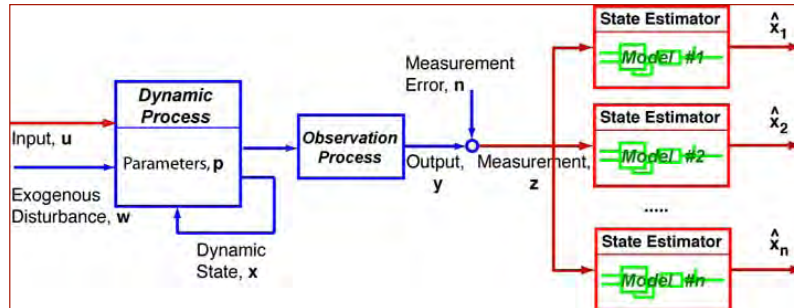 Dynamic
Process
Parameters, p
Input, u
Exogenous
Disturbance, w
Dynamic
State, x
Observation
Process
Measurement
Error, n
Output,
y
Measurement,
z
State Estimator
Model #1
x̂1
State Estimator
Model #2
x̂2
.....
....
State Estimator
Model #n
x̂n